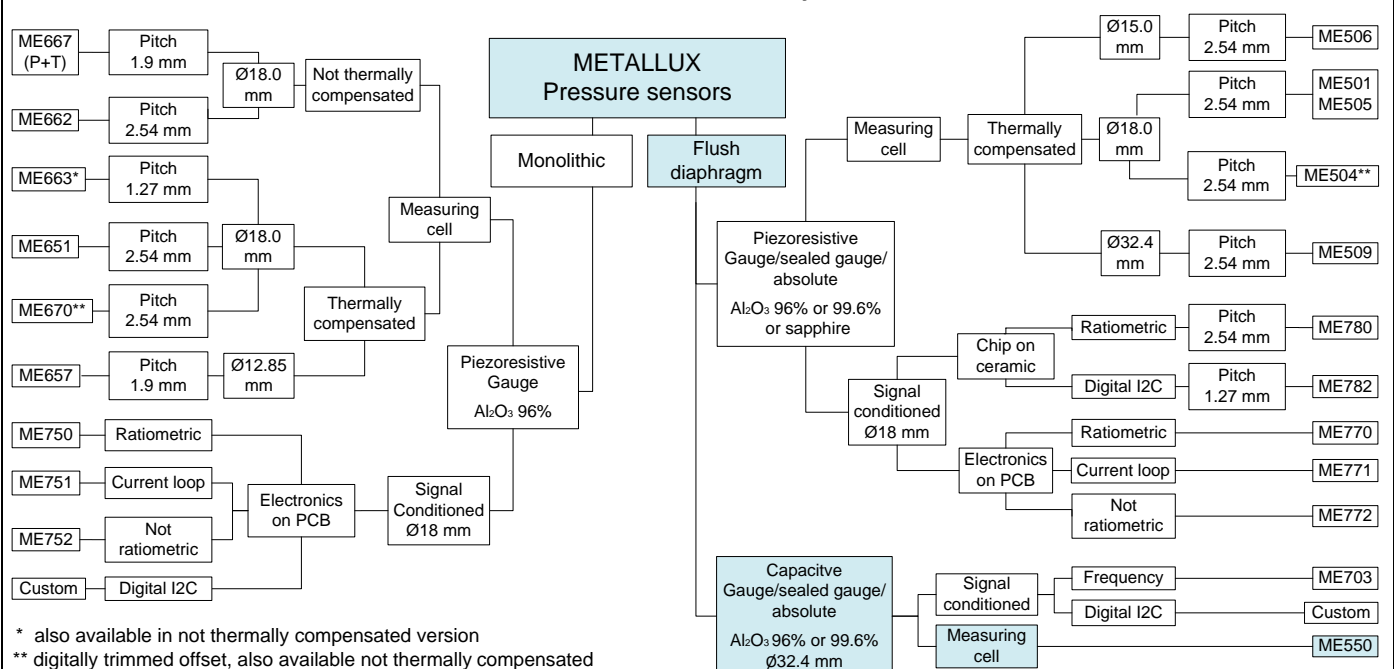 METALLUX
Pressure sensors
Monolithic
Flush
diaphragm
ME667
(P+T)
Pitch
1.9 mm
Ø18.0
mm
Not thermally
compensated
ME662
Pitch
2.54 mm
ME663*
Pitch
1.27 mm
ME651
Pitch
2.54 mm
Ø18.0
mm
ME670**
Pitch
2.54 mm
Thermally
compensated
Measuring
cell
ME657
Pitch
1.9 mm
Ø12.85
mm
Piezoresistive
Gauge
Al2O3 96%
ME750
Ratiometric
ME751
Current loop
ME752
Not
ratiometric
Custom
Digital I2C
Electronics
on PCB
Signal
Conditioned
Ø18 mm
* also available in not thermally compensated version
** digitally trimmed offset, also available not thermally compensated
Piezoresistive
Gauge/sealed gauge/
absolute
Al2O3 96% or 99.6%
or sapphire
Measuring
cell
Thermally
compensated
Ø15.0
mm
Pitch
2.54 mm
ME506
Ø18.0
mm
Pitch
2.54 mm
ME501
ME505
Pitch
2.54 mm
ME504**
Ø32.4
mm
Pitch
2.54 mm
ME509
Signal
conditioned
Ø18 mm
Chip on
ceramic
Ratiometric
Pitch
2.54 mm
ME780
Digital I2C
Pitch
1.27 mm
ME782
Electronics
on PCB
Ratiometric
ME770
Current loop
ME771
Not
ratiometric
ME772
Capacitve
Gauge/sealed gauge/
absolute
Al2O3 96% or 99.6%
Ø32.4 mm
Signal
conditioned
Frequency
ME703
Digital I2C
Custom
Measuring
cell
ME550